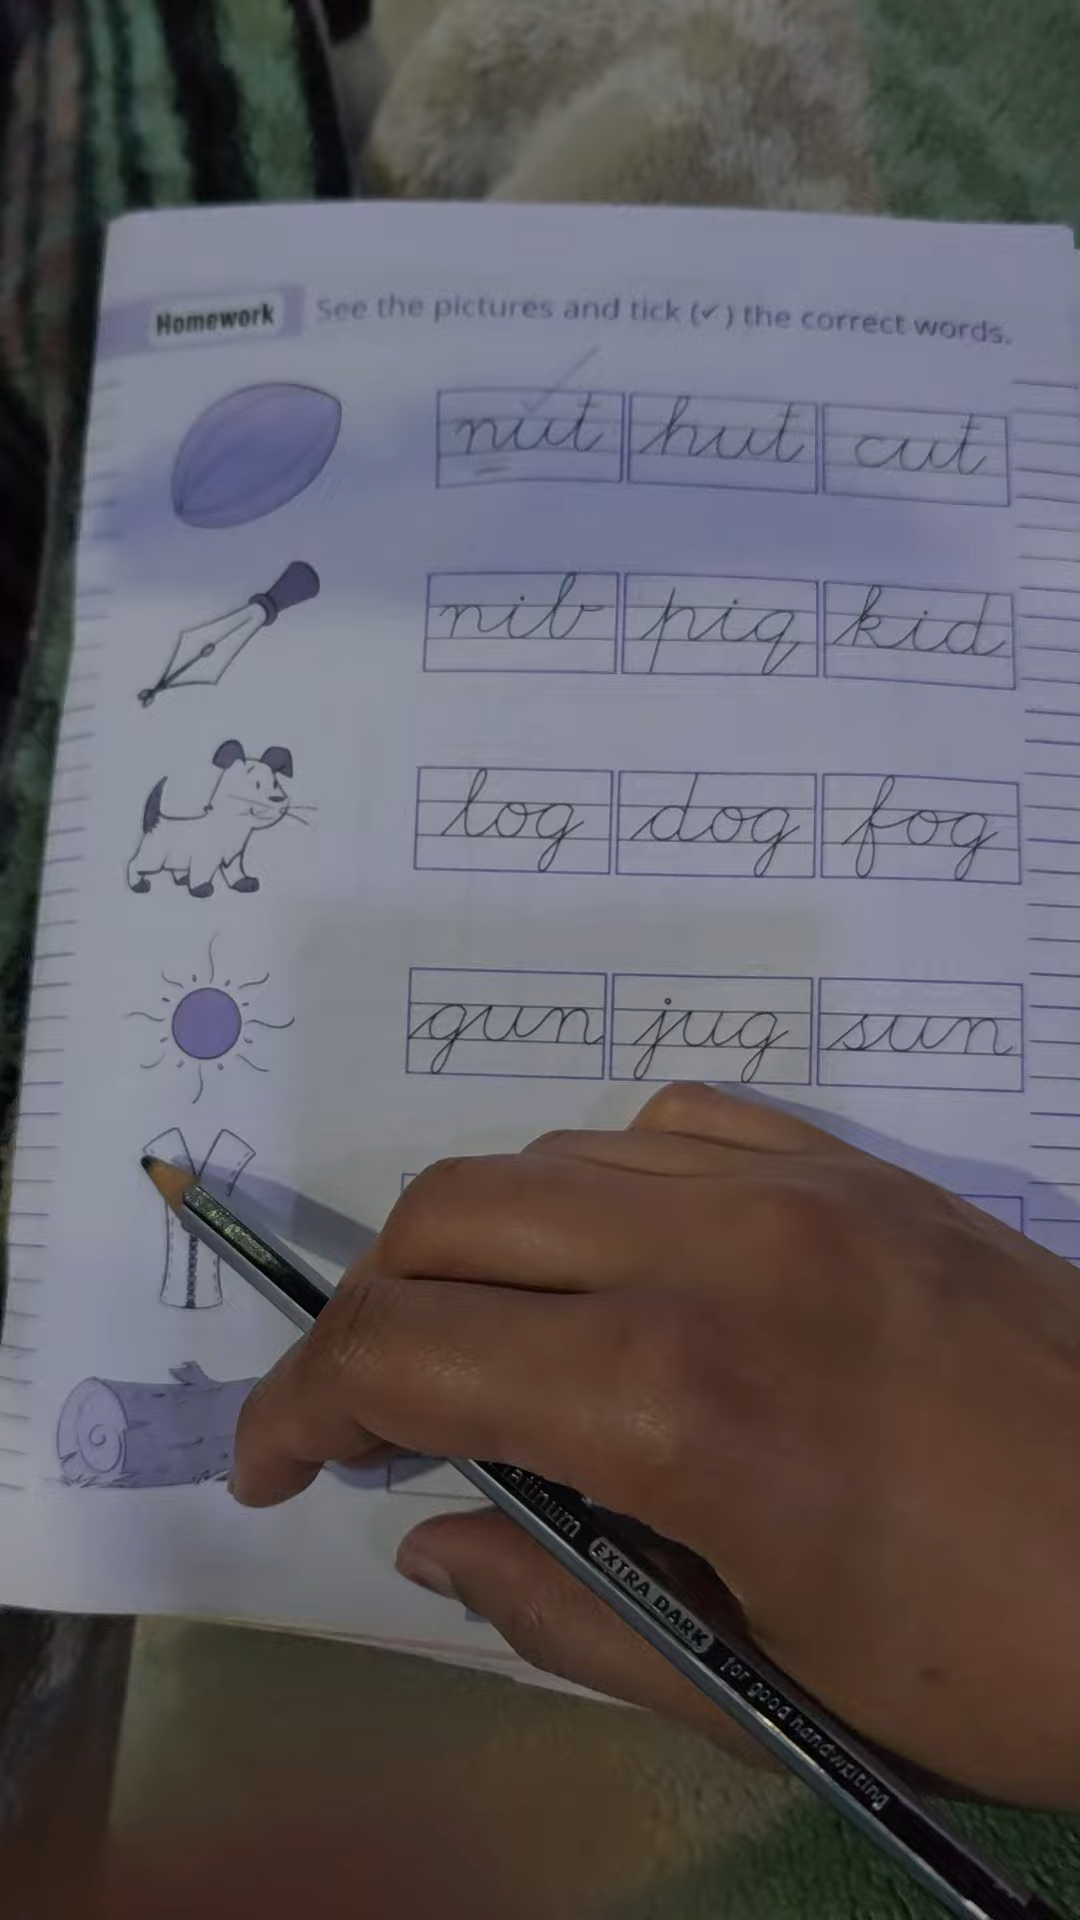 Homework See the pictures and tick (✓) the correct words.
nut hut cut
nib piq kid
log dog fog
gun jug sun
Platinum EXTRA DARK for good handwriting